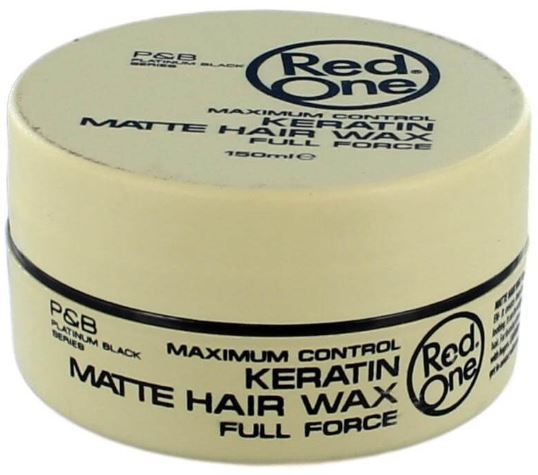 P&B
PLATINUM BLACK
SERIES
Red
One
MAXIMUM CONTROL
KERATIN
MATTE HAIR WAX
FULL FORCE
150ml℮
P&B
PLATINUM BLACK
SERIES
MAXIMUM CONTROL
KERATIN
MATTE HAIR WAX
FULL FORCE
Red
One